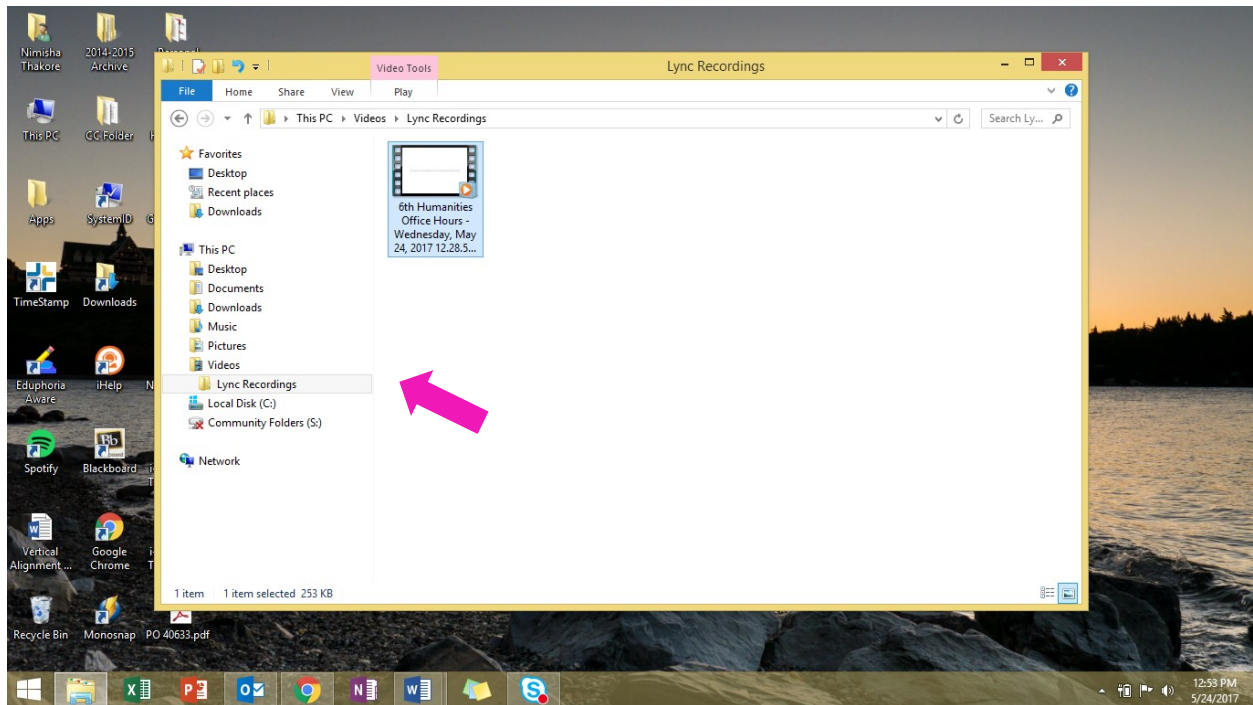 Nimisha
Thakore
2014-2015
Archive
This PC
GC Folder
Apps
SystemID
TimeStamp
Downloads
Eduphoria
Aware
iHelp
Spotify
Blackboard
Vertical
Alignment ...
Google
Chrome
Recycle Bin
Monosnap
PO 40633.pdf
Video Tools
Lync Recordings
File
Home
Share
View
Play
This PC
Videos
Lync Recordings
Search Ly...
Favorites
Desktop
Recent places
Downloads
This PC
Desktop
Documents
Downloads
Music
Pictures
Videos
Lync Recordings
Local Disk (C:)
Community Folders (S:)
Network
6th Humanities
Office Hours -
Wednesday, May
24, 2017 12.28.5...
1 item
1 item selected 253 KB
12:53 PM
5/24/2017